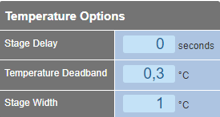 Temperature Options
Stage Delay 0 seconds
Temperature Deadband 0,3 °C
Stage Width 1 °C